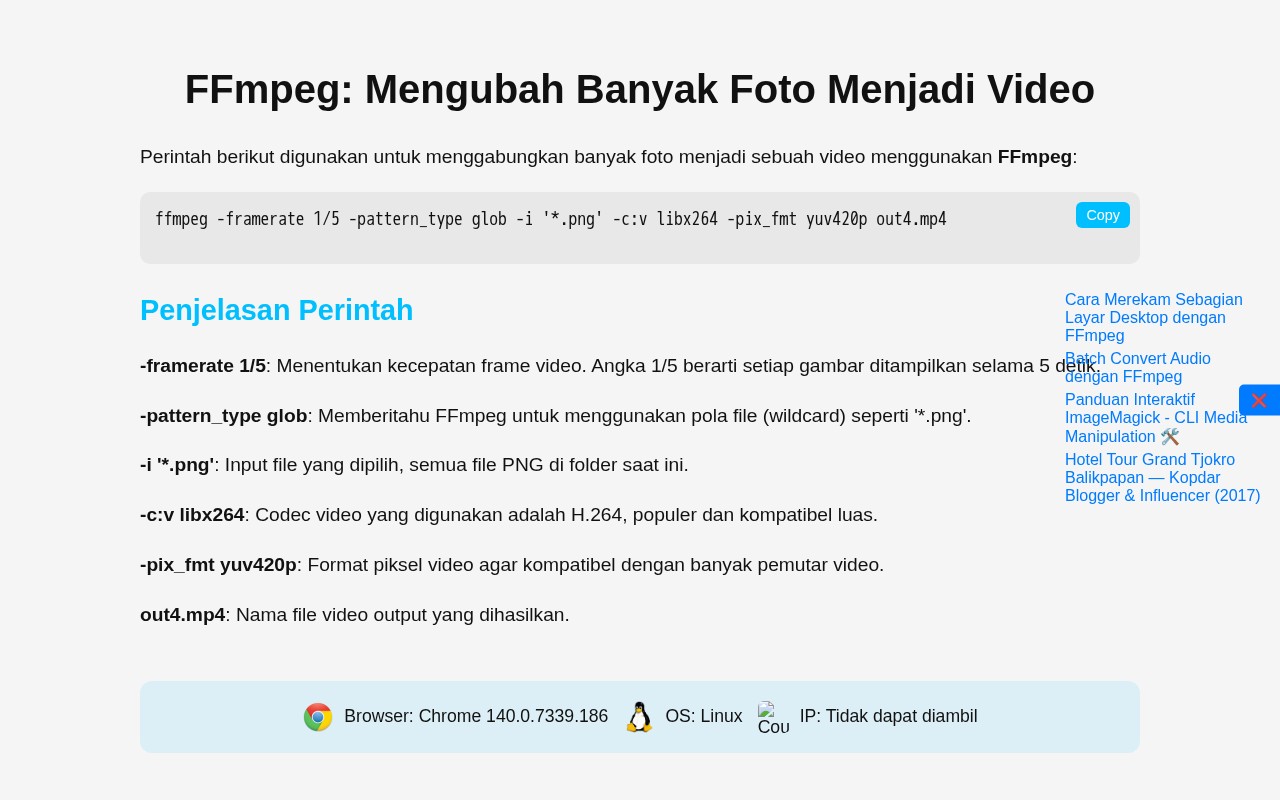 FFmpeg: Mengubah Banyak Foto Menjadi Video
Perintah berikut digunakan untuk menggabungkan banyak foto menjadi sebuah video menggunakan FFmpeg:
ffmpeg -framerate 1/5 -pattern_type glob -i '*.png' -c:v libx264 -pix_fmt yuv420p out4.mp4
Copy
Penjelasan Perintah
-framerate 1/5: Menentukan kecepatan frame video. Angka 1/5 berarti setiap gambar ditampilkan selama 5 detik.
-pattern_type glob: Memberitahu FFmpeg untuk menggunakan pola file (wildcard) seperti '*.png'.
-i '*.png': Input file yang dipilih, semua file PNG di folder saat ini.
-c:v libx264: Codec video yang digunakan adalah H.264, populer dan kompatibel luas.
-pix_fmt yuv420p: Format piksel video agar kompatibel dengan banyak pemutar video.
out4.mp4: Nama file video output yang dihasilkan.
Cara Merekam Sebagian
Layar Desktop dengan
FFmpeg
Batch Convert Audio
dengan FFmpeg
Panduan Interaktif
ImageMagick - CLI Media
Manipulation 🛠️
Hotel Tour Grand Tjokro
Balikpapan — Kopdar
Blogger & Influencer (2017)
Browser: Chrome 140.0.7339.186
OS: Linux
Cou
IP: Tidak dapat diambil